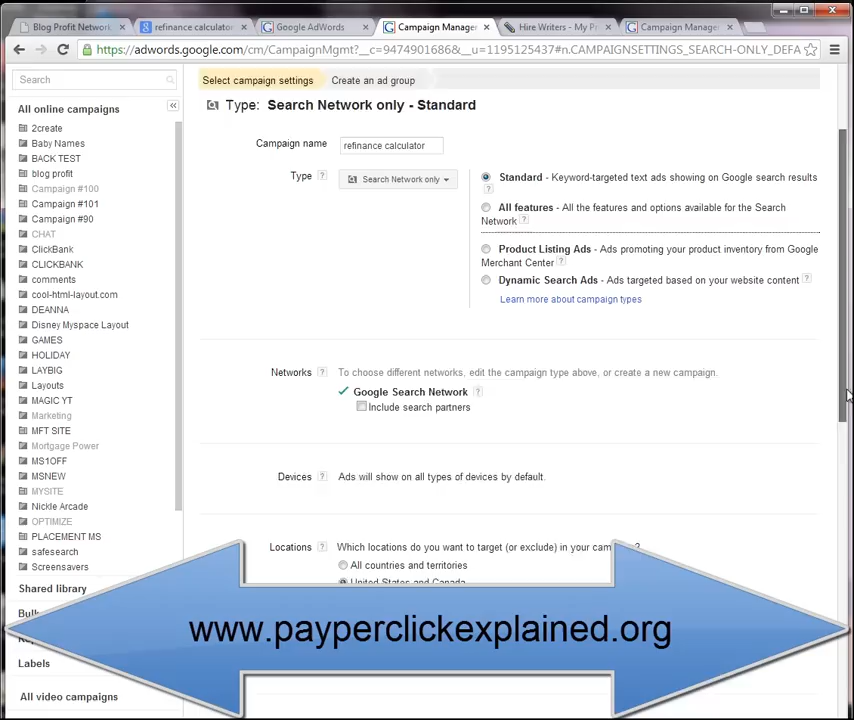 Blog Profit Network
refinance calculator
Google AdWords
Campaign Manage
Hire Writers - My P
Campaign Manage
https://adwords.google.com/cm/CampaignMgmt?__c=9474901686&__u=1195125437#n.CAMPAIGNSETTINGS_SEARCH-ONLY_DEFA
Search
All online campaigns
2create
Baby Names
BACK TEST
blog profit
Campaign #100
Campaign #101
Campaign #90
CHAT
ClickBank
CLICKBANK
comments
cool-html-layout.com
DEANNA
Disney Myspace Layout
GAMES
HOLIDAY
LAYBIG
Layouts
MAGIC YT
Marketing
MFT SITE
Mortgage Power
MS1OFF
MSNEW
MYSITE
Nickle Arcade
OPTIMIZE
PLACEMENT MS
safesearch
Screensavers
Shared library
Labels
All video campaigns
Select campaign settings
Create an ad group
Type: Search Network only - Standard
Campaign name
refinance calculator
Type ?
Search Network only
Standard - Keyword-targeted text ads showing on Google search results
?
All features - All the features and options available for the Search
Network ?
Product Listing Ads - Ads promoting your product inventory from Google
Merchant Center ?
Dynamic Search Ads - Ads targeted based on your website content ?
Learn more about campaign types
Networks ?
To choose different networks, edit the campaign type above, or create a new campaign.
Google Search Network ?
Include search partners
Devices ?
Ads will show on all types of devices by default.
Locations ?
Which locations do you want to target (or exclude) in your cam ?
All countries and territories
United States and Canada
www.payperclickexplained.org